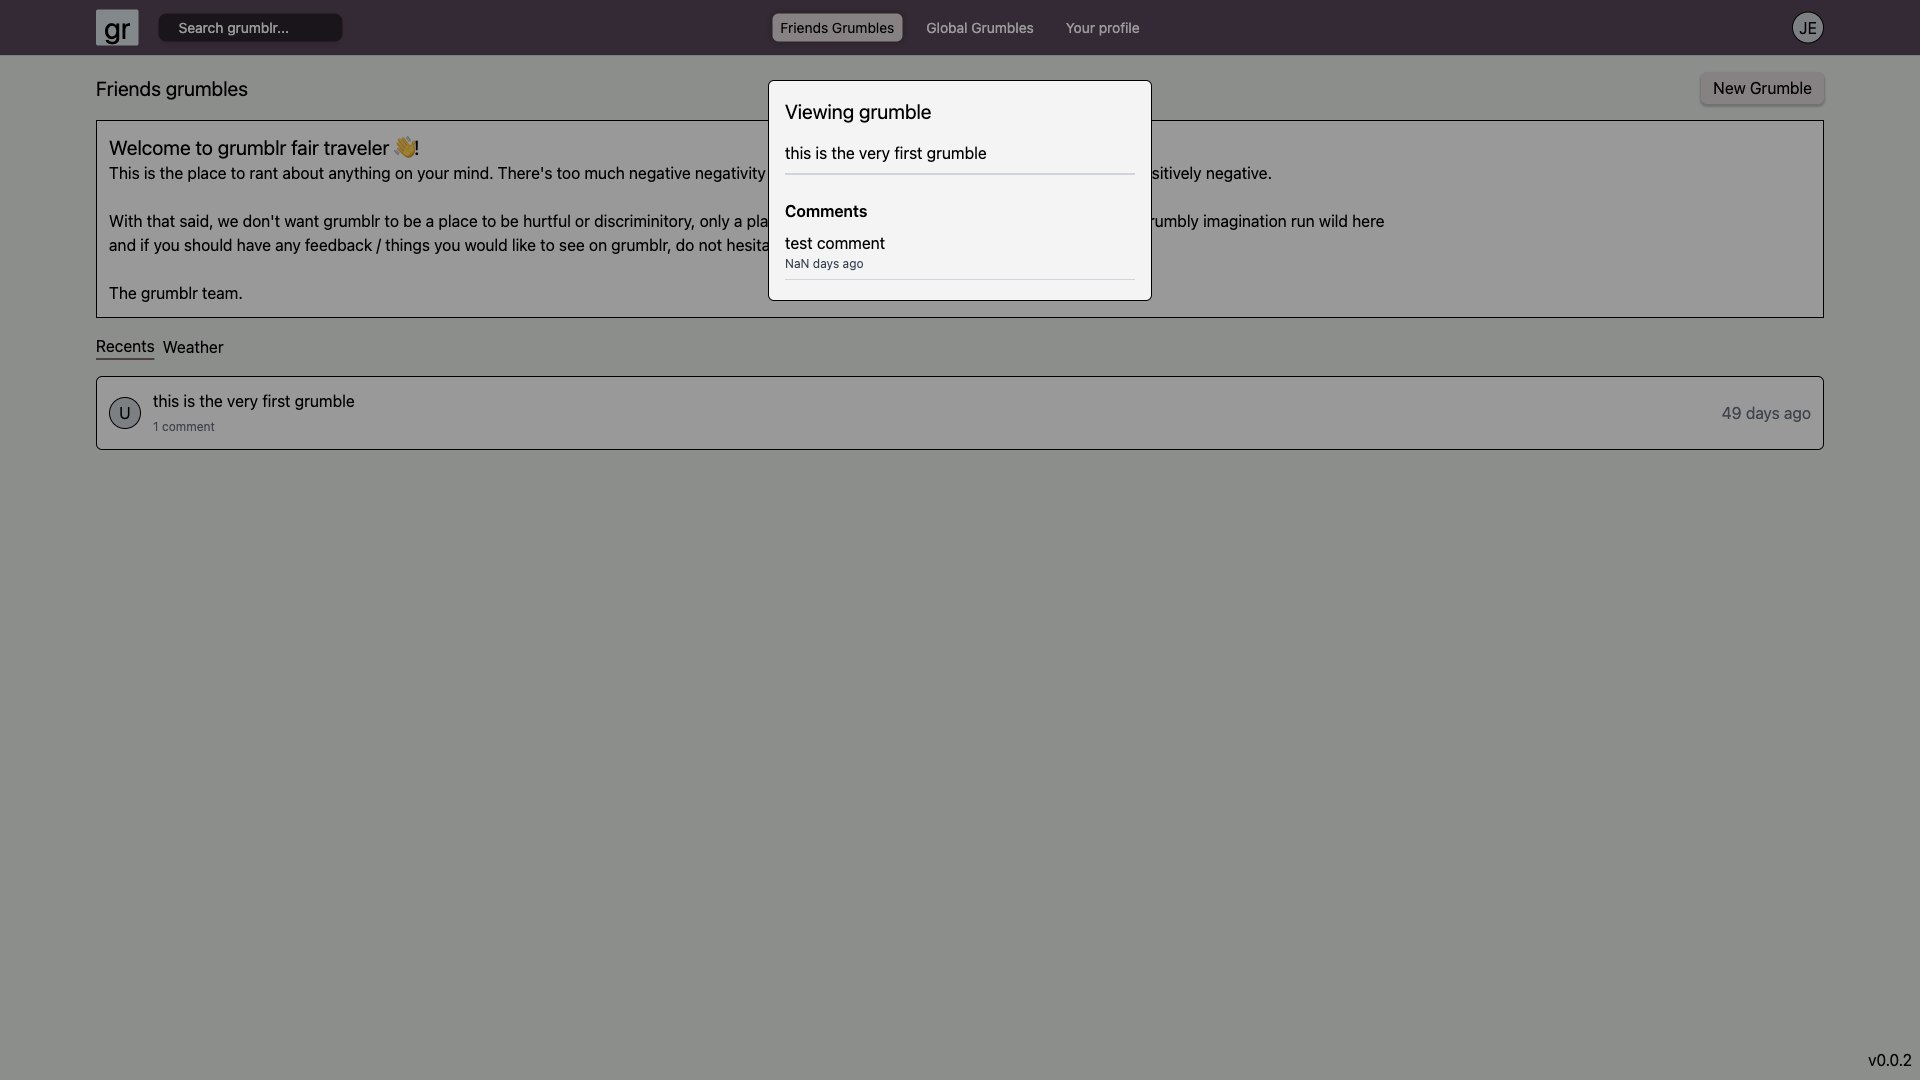 gr
Search grumblr...
Friends Grumbles
Global Grumbles
Your profile
JE
Friends grumbles
New Grumble
Viewing grumble
this is the very first grumble
Comments
test comment
NaN days ago
Welcome to grumblr fair traveler 👋!
This is the place to rant about anything on your mind. There's too much negative negativity
sitively negative.
With that said, we don't want grumblr to be a place to be hurtful or discriminitory, only a pla
rumbly imagination run wild here
and if you should have any feedback / things you would like to see on grumblr, do not hesita
The grumblr team.
Recents
Weather
U
this is the very first grumble
1 comment
49 days ago
v0.0.2